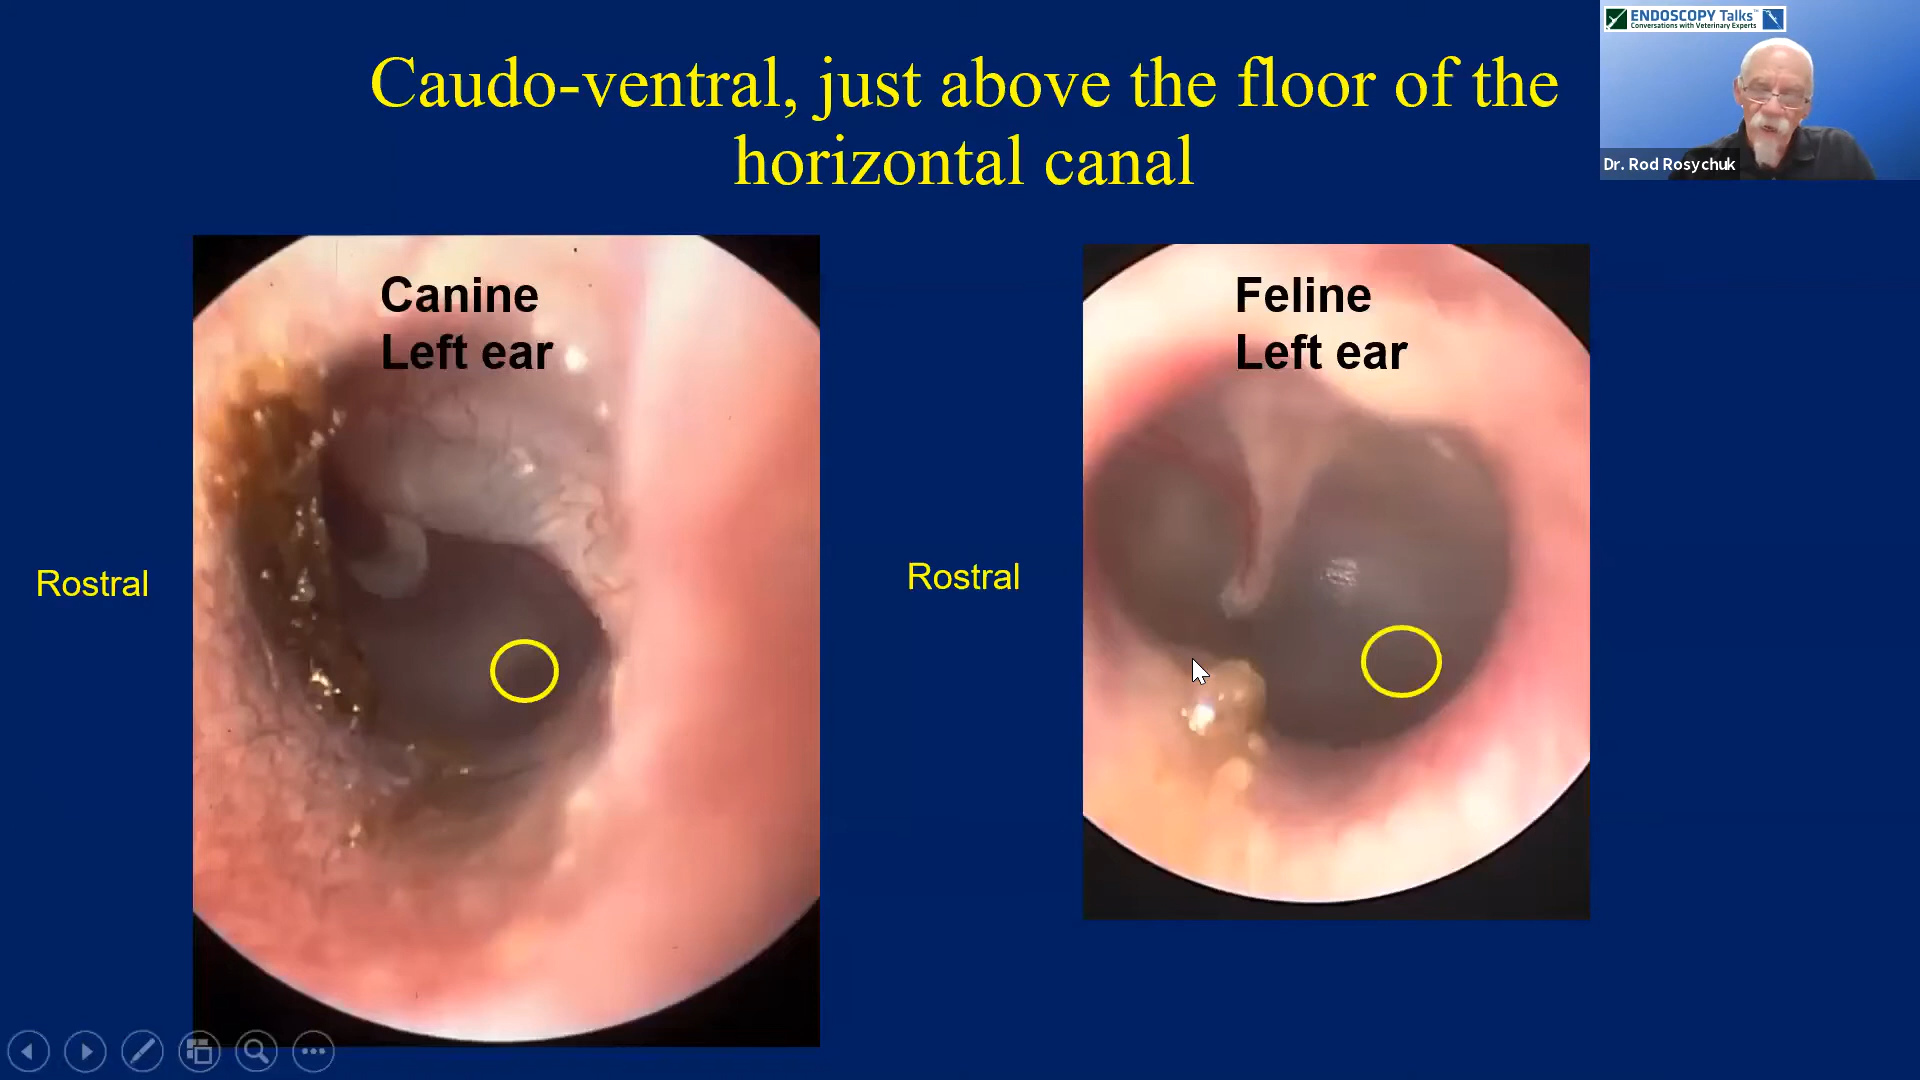 Caudo-ventral, just above the floor of the
horizontal canal
ENDOSCOPY Talks™
Conversations with Veterinary Experts
Dr. Rod Rosychuk
Canine
Left ear
Rostral
Feline
Left ear
Rostral